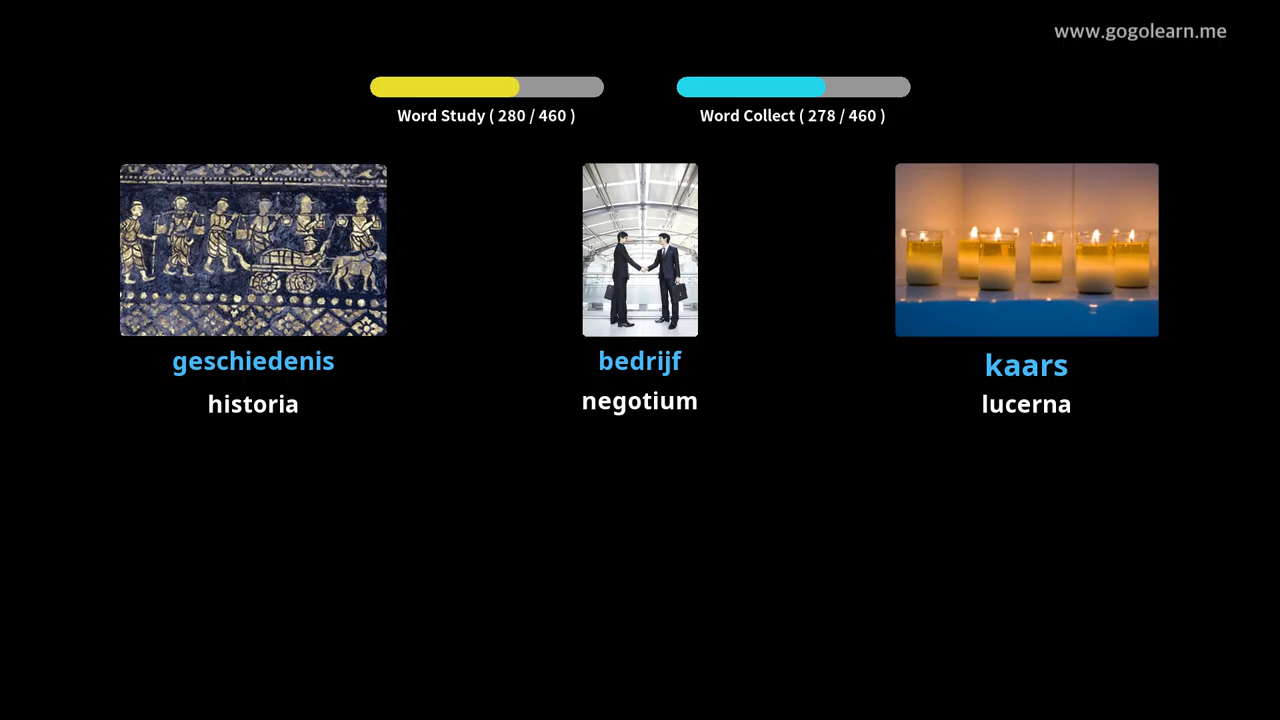 www.gogolearn.me
Word Study ( 280 / 460 )
Word Collect ( 278 / 460 )
geschiedenis
historia
bedrijf
negotium
kaars
lucerna